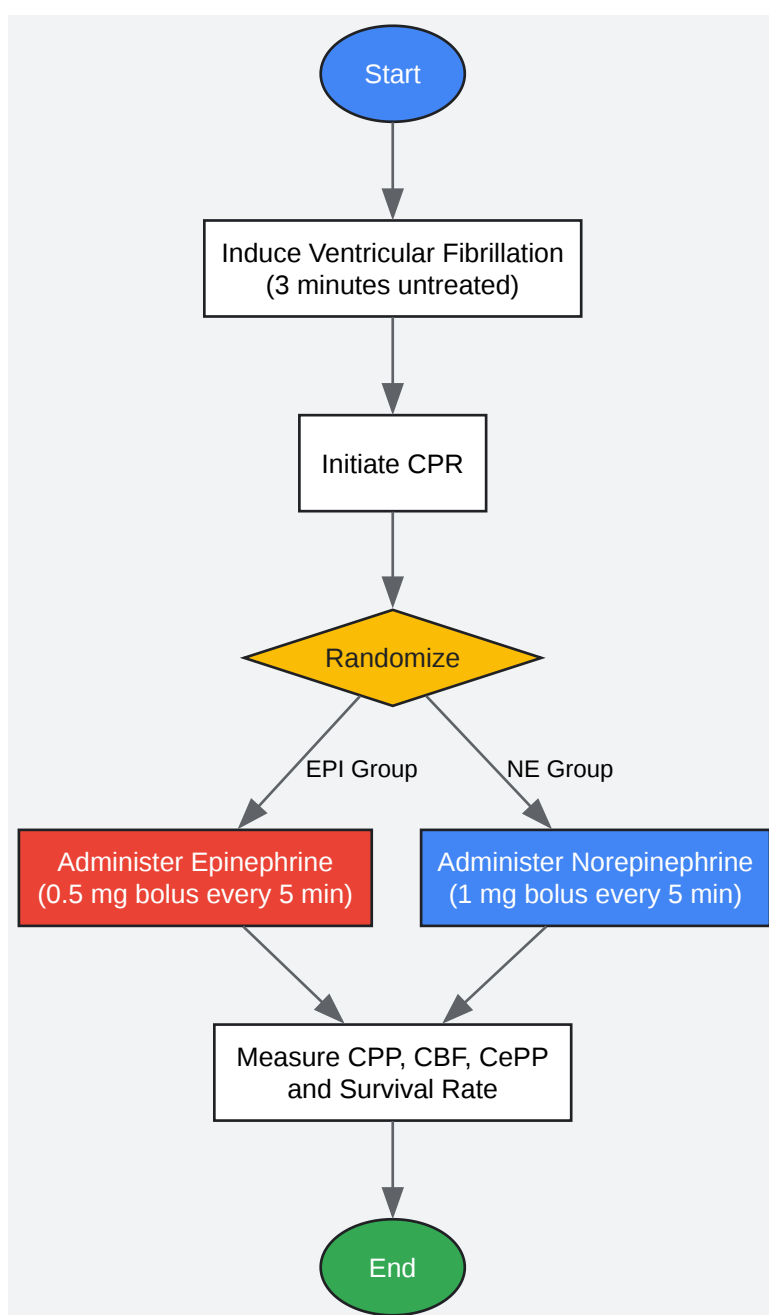 Start
Induce Ventricular Fibrillation
(3 minutes untreated)
Initiate CPR
Randomize
EPI Group
NE Group
Administer Epinephrine
(0.5 mg bolus every 5 min)
Administer Norepinephrine
(1 mg bolus every 5 min)
Measure CPP, CBF, CePP
and Survival Rate
End